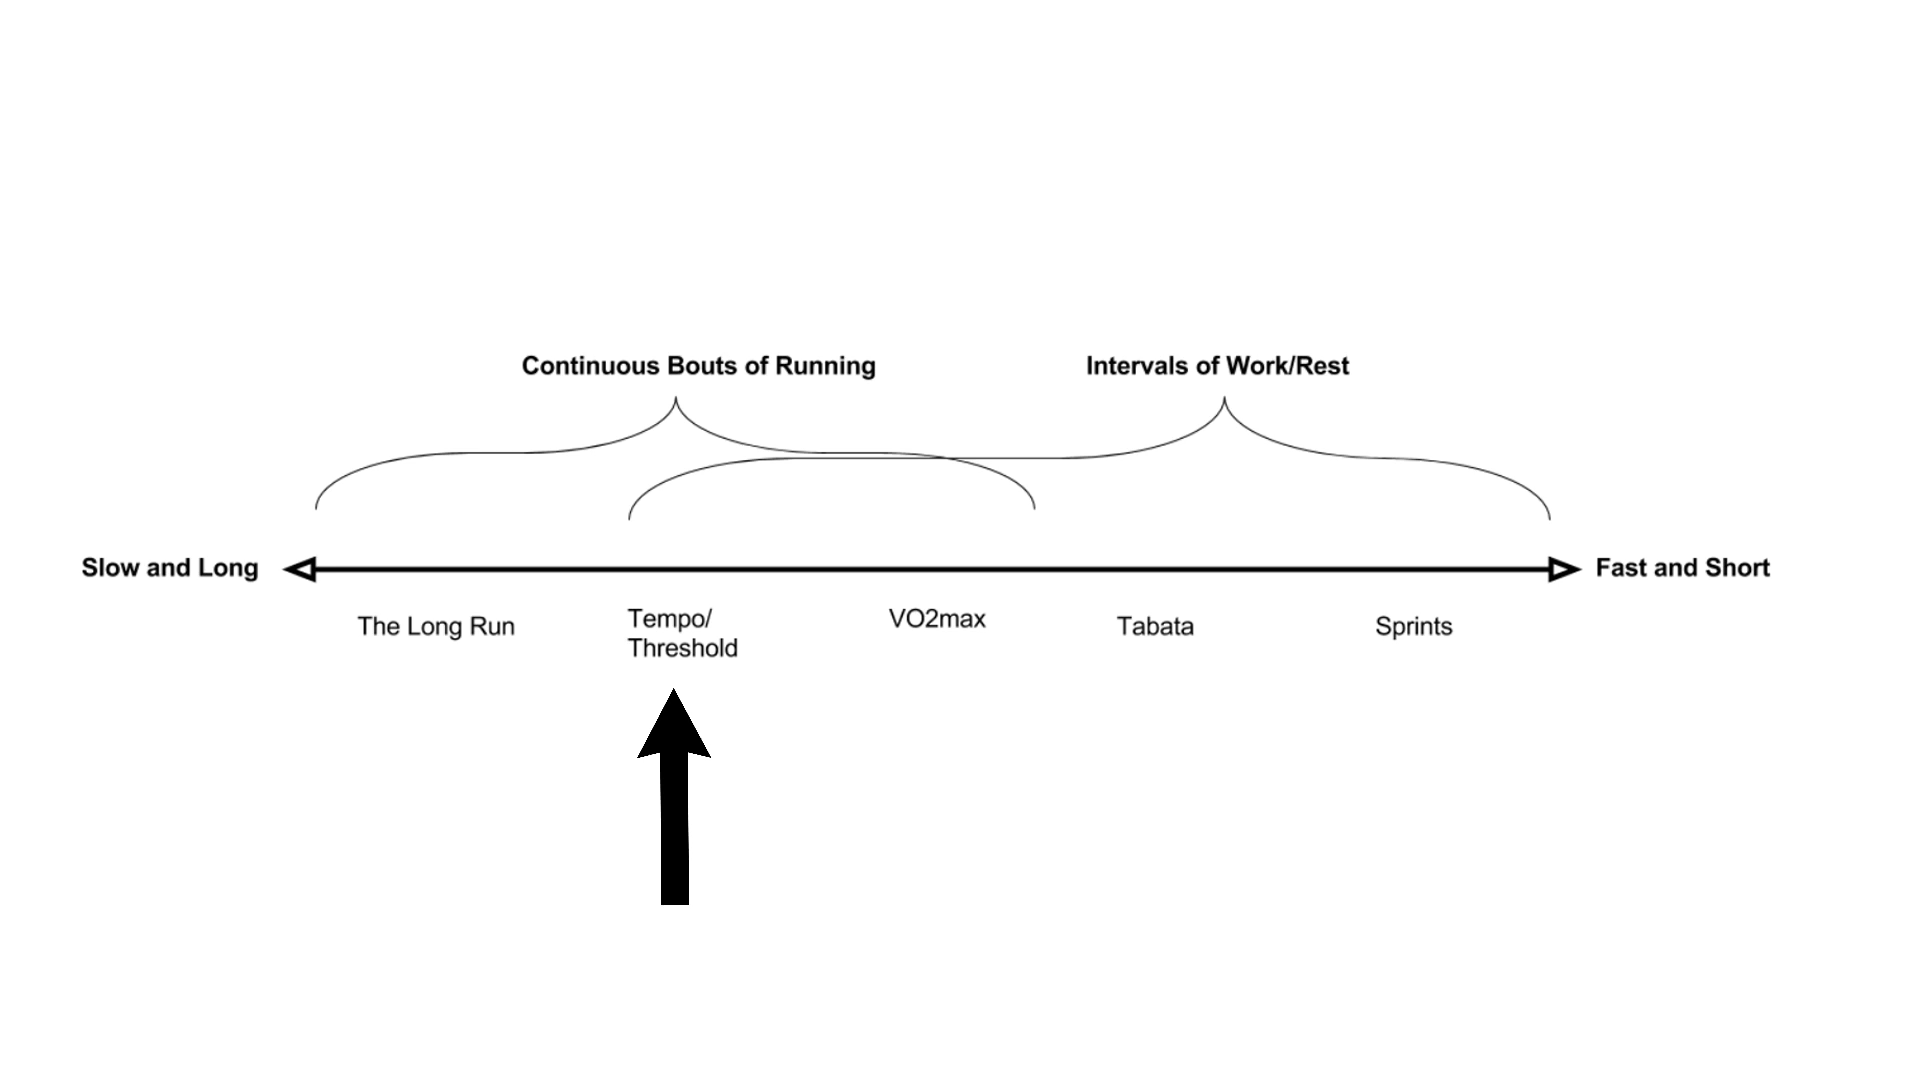 Continuous Bouts of Running
Intervals of Work/Rest
Slow and Long
Fast and Short
The Long Run
Tempo/
Threshold
VO2max
Tabata
Sprints